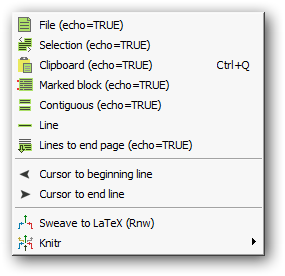 File (echo=TRUE)
Selection (echo=TRUE)
Clipboard (echo=TRUE) Ctrl+Q
Marked block (echo=TRUE)
Contiguous (echo=TRUE)
Line
Lines to end page (echo=TRUE)
Cursor to beginning line
Cursor to end line
Sweave to LaTeX (Rnw)
Knitr